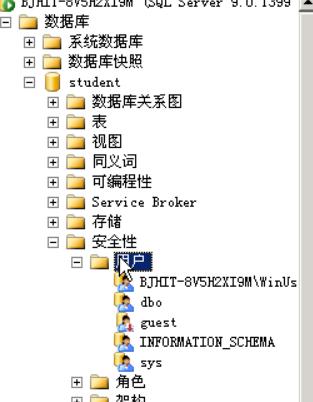 BJHIT-8V5H2XI9M (SQL Server 9.0.1399
数据库
系统数据库
数据库快照
student
数据库关系图
表
视图
同义词
可编程性
Service Broker
存储
安全性
用户
BJHIT-8V5H2XI9M\WinUs
dbo
guest
INFORMATION_SCHEMA
sys
角色
架构